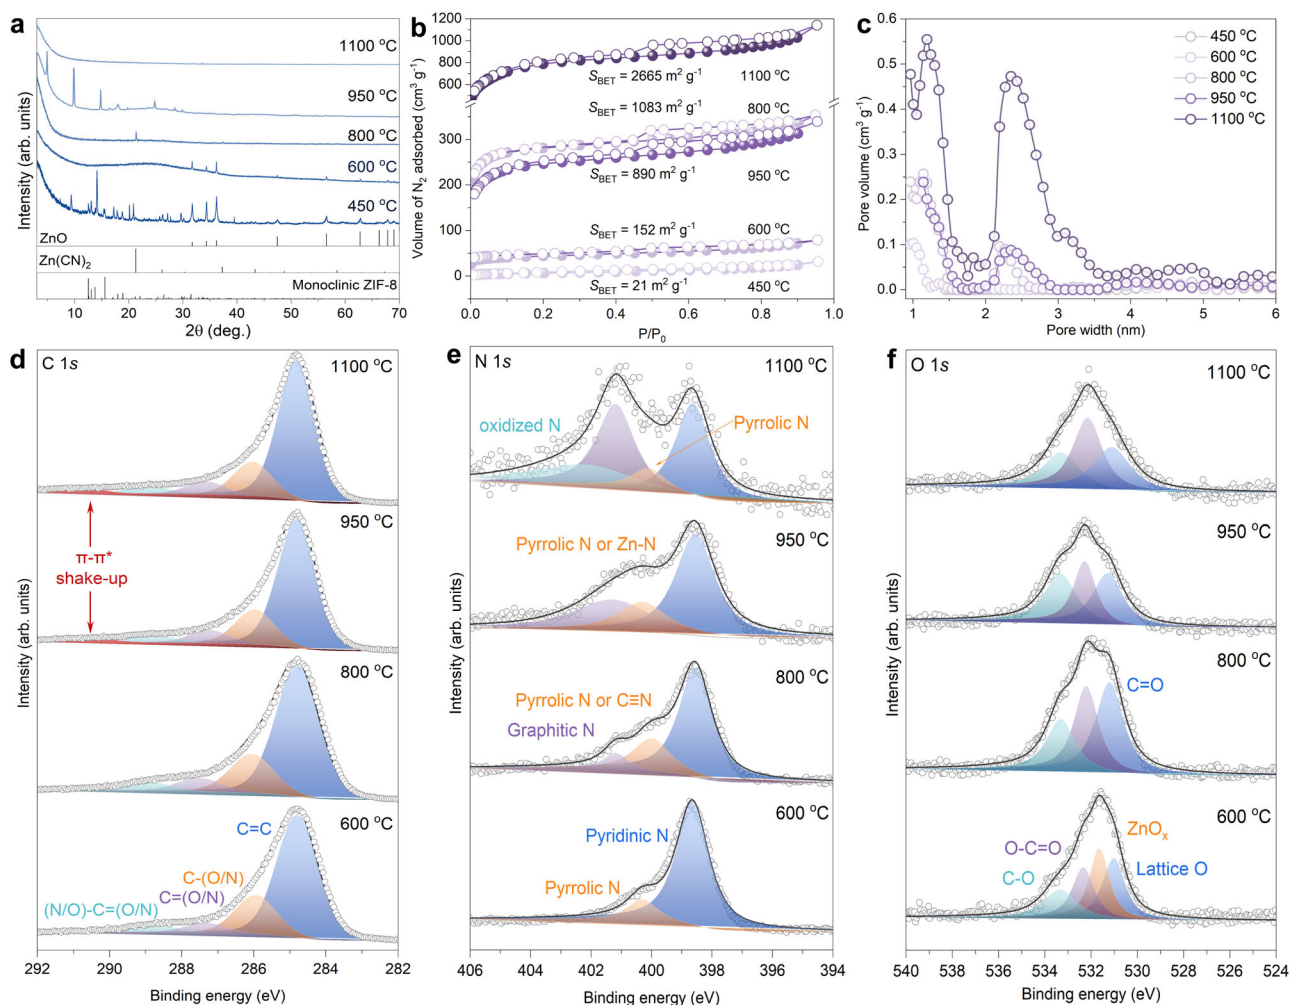 a
Intensity (arb. units)
1100 °C
950 °C
800 °C
600 °C
450 °C
ZnO
Zn(CN)₂
Monoclinic ZIF-8
10 20 30 40 50 60 70
2θ (deg.)
b
Volume of N₂ adsorbed (cm³ g⁻¹)
1200
1000
800
600
300
200
100
0
S_BET = 2665 m² g⁻¹ 1100 °C
S_BET = 1083 m² g⁻¹ 800 °C
S_BET = 890 m² g⁻¹ 950 °C
S_BET = 152 m² g⁻¹ 600 °C
S_BET = 21 m² g⁻¹ 450 °C
0.0 0.2 0.4 0.6 0.8 1.0
P/P₀
c
Pore volume (cm³ g⁻¹)
0.6
0.5
0.4
0.3
0.2
0.1
0.0
450 °C
600 °C
800 °C
950 °C
1100 °C
1 2 3 4 5 6
Pore width (nm)
d
C 1s
Intensity (arb. units)
1100 °C
950 °C
π-π*
shake-up
800 °C
600 °C
C=C
C-(O/N)
C=(O/N)
(N/O)-C=(O/N)
292 290 288 286 284 282
Binding energy (eV)
e
N 1s
Intensity (arb. units)
1100 °C
oxidized N
Pyrrolic N
950 °C
Pyrrolic N or Zn-N
800 °C
Pyrrolic N or C≡N
Graphitic N
600 °C
Pyridinic N
Pyrrolic N
406 404 402 400 398 396 394
Binding energy (eV)
f
O 1s
Intensity (arb. units)
1100 °C
950 °C
800 °C
C=O
600 °C
ZnOₓ
O-C=O
Lattice O
C-O
540 538 536 534 532 530 528 526 524
Binding energy (eV)